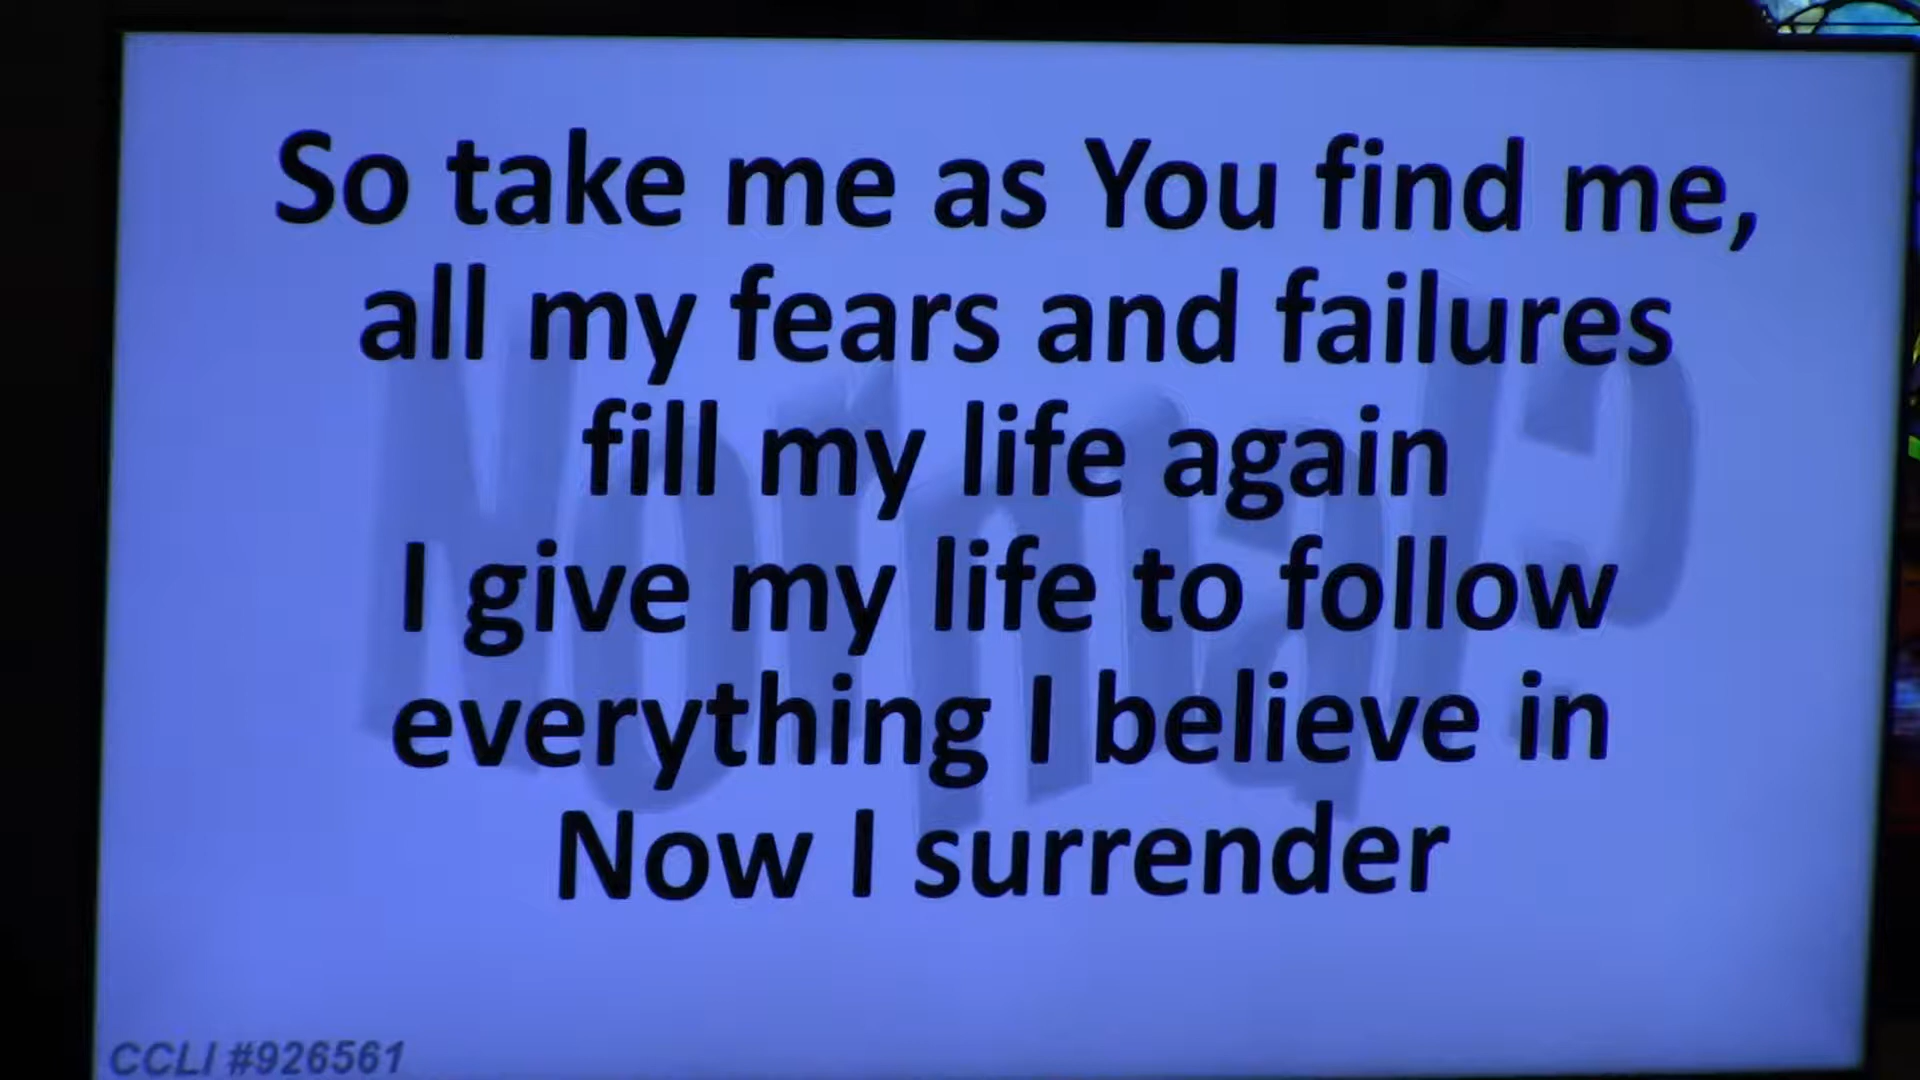 So take me as You find me,
all my fears and failures
fill my life again
I give my life to follow
everything I believe in
Now I surrender
Normal?
CCLI #926561